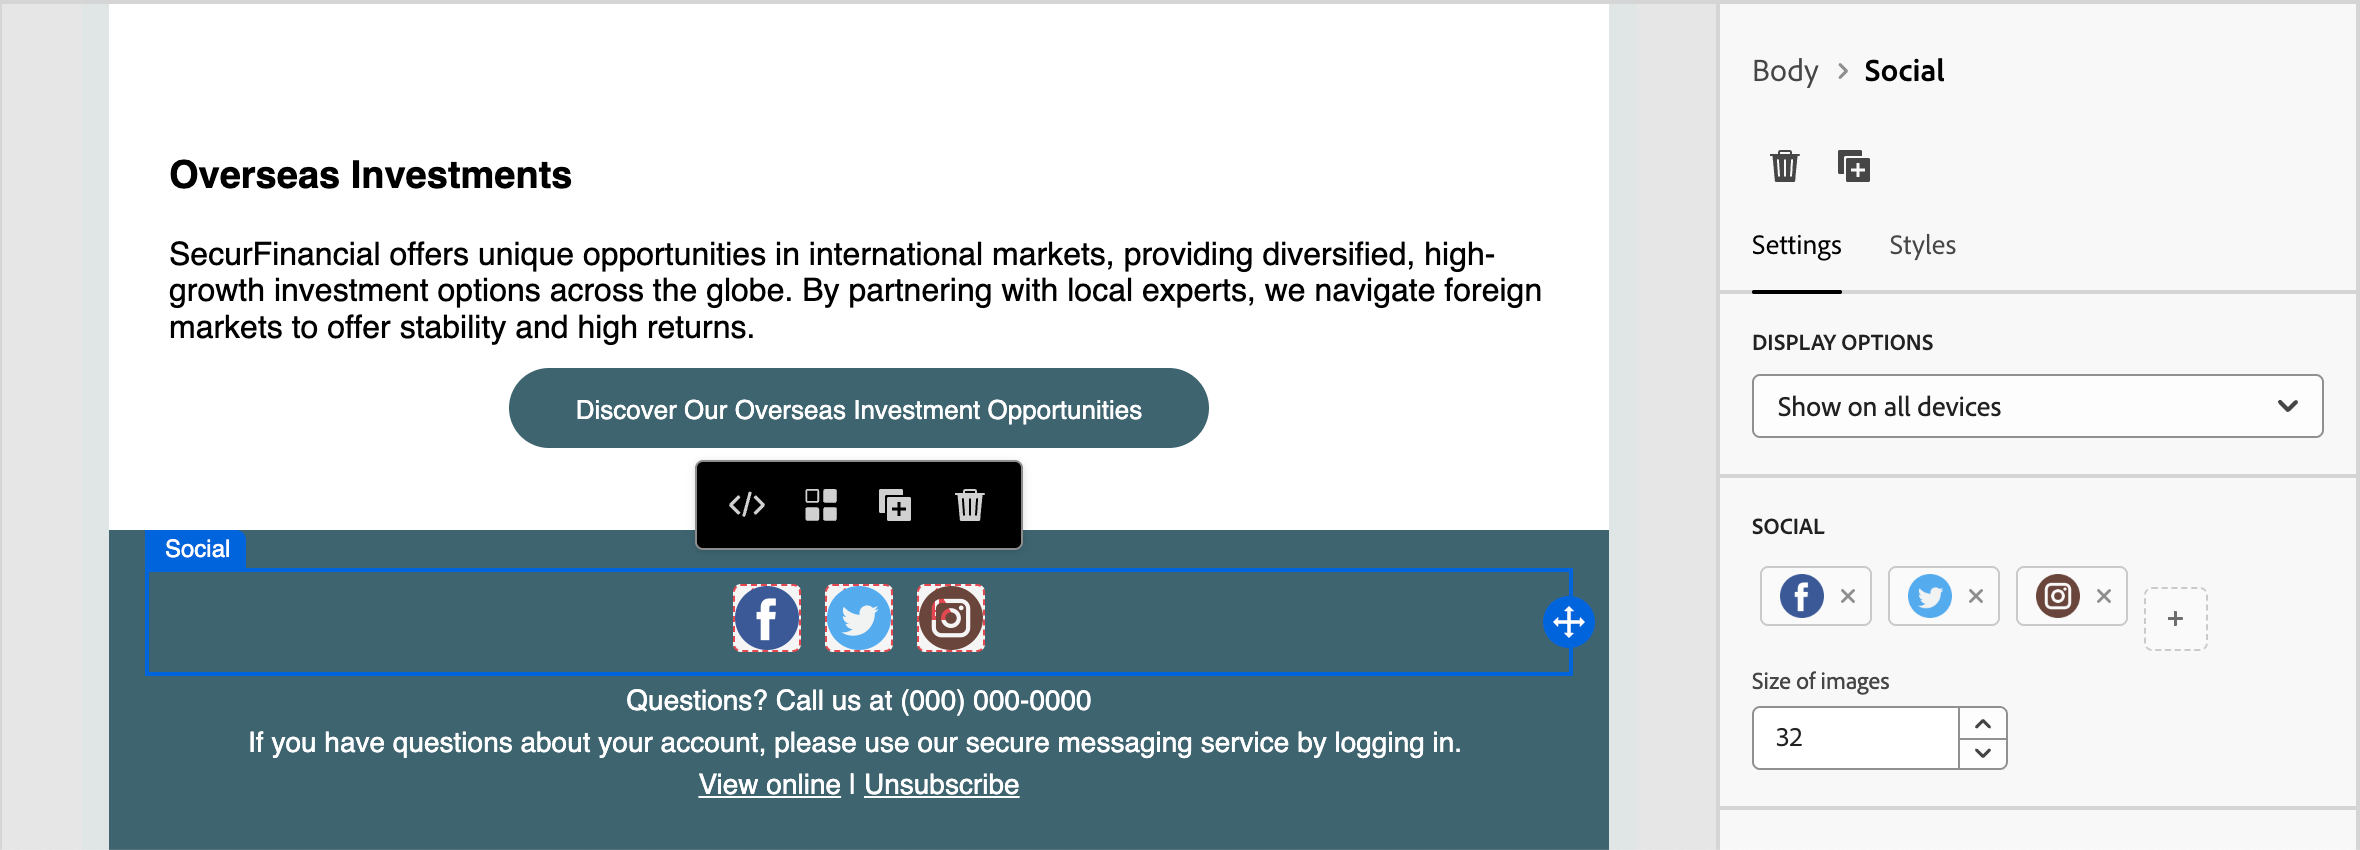 Overseas Investments
SecurFinancial offers unique opportunities in international markets, providing diversified, high-
growth investment options across the globe. By partnering with local experts, we navigate foreign
markets to offer stability and high returns.
Discover Our Overseas Investment Opportunities
Social
Questions? Call us at (000) 000-0000
If you have questions about your account, please use our secure messaging service by logging in.
View online | Unsubscribe
Body > Social
Settings Styles
DISPLAY OPTIONS
Show on all devices
SOCIAL
Size of images
32